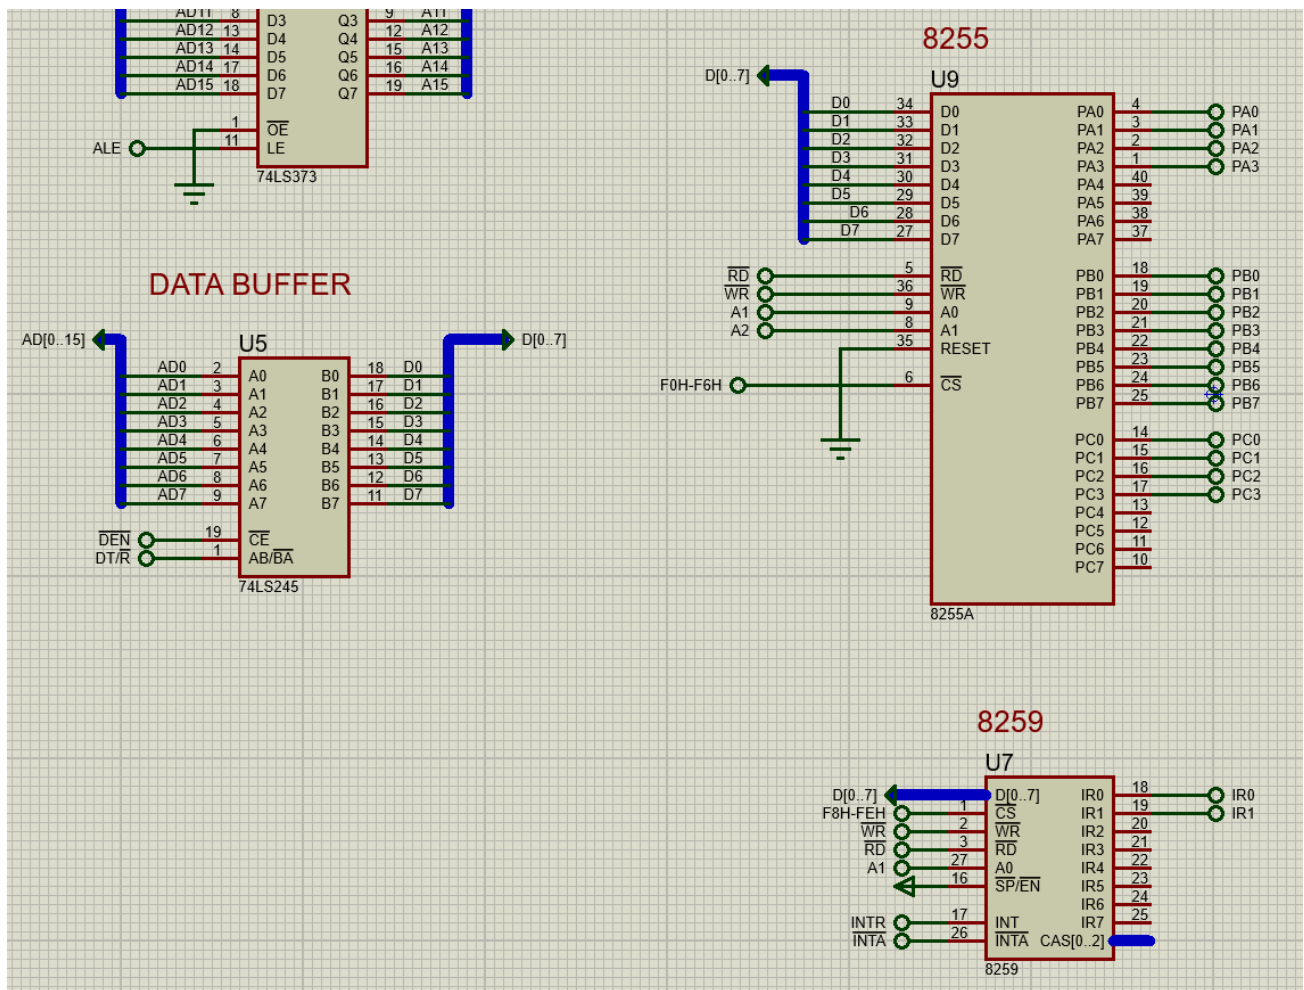 AD11 8 D3 Q3 9 A11
AD12 13 D4 Q4 12 A12
AD13 14 D5 Q5 15 A13
AD14 17 D6 Q6 16 A14
AD15 18 D7 Q7 19 A15
1 OE
ALE 11 LE
74LS373
DATA BUFFER
AD[0..15] U5 D[0..7]
AD0 2 A0 B0 18 D0
AD1 3 A1 B1 17 D1
AD2 4 A2 B2 16 D2
AD3 5 A3 B3 15 D3
AD4 6 A4 B4 14 D4
AD5 7 A5 B5 13 D5
AD6 8 A6 B6 12 D6
AD7 9 A7 B7 11 D7
DEN 19 CE
DT/R 1 AB/BA
74LS245
8255
D[0..7] U9
D0 34 D0 PA0 4 PA0
D1 33 D1 PA1 3 PA1
D2 32 D2 PA2 2 PA2
D3 31 D3 PA3 1 PA3
D4 30 D4 PA4 40
D5 29 D5 PA5 39
D6 28 D6 PA6 38
D7 27 D7 PA7 37
RD 5 RD PB0 18 PB0
WR 36 WR PB1 19 PB1
A1 9 A0 PB2 20 PB2
A2 8 A1 PB3 21 PB3
35 RESET PB4 22 PB4
PB5 23 PB5
F0H-F6H 6 CS PB6 24 PB6
PB7 25 PB7
PC0 14 PC0
PC1 15 PC1
PC2 16 PC2
PC3 17 PC3
PC4 13
PC5 12
PC6 11
PC7 10
8255A
8259
U7
D[0..7] D[0..7] IR0 18 IR0
F8H-FEH 1 CS IR1 19 IR1
WR 2 WR IR2 20
RD 3 RD IR3 21
A1 27 A0 IR4 22
16 SP/EN IR5 23
IR6 24
INTR 17 INT IR7 25
INTA 26 INTA CAS[0..2]
8259